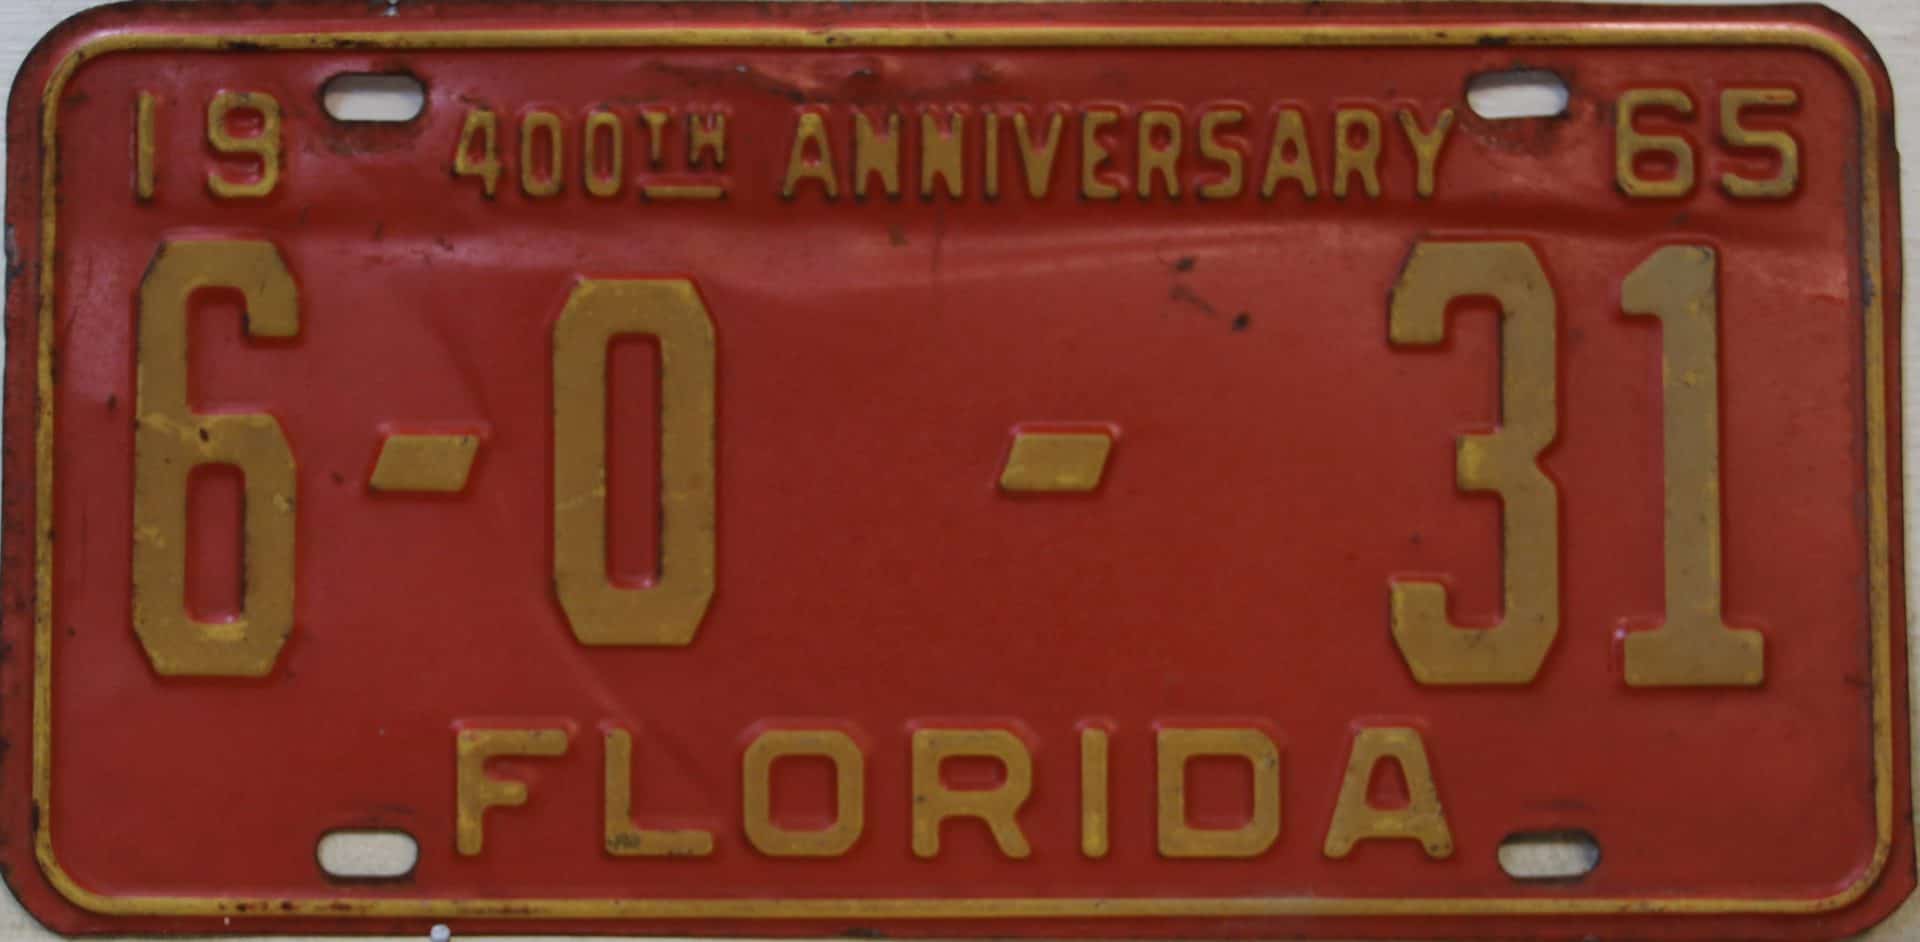 19 400TH ANNIVERSARY 65
6-0 - 31
FLORIDA